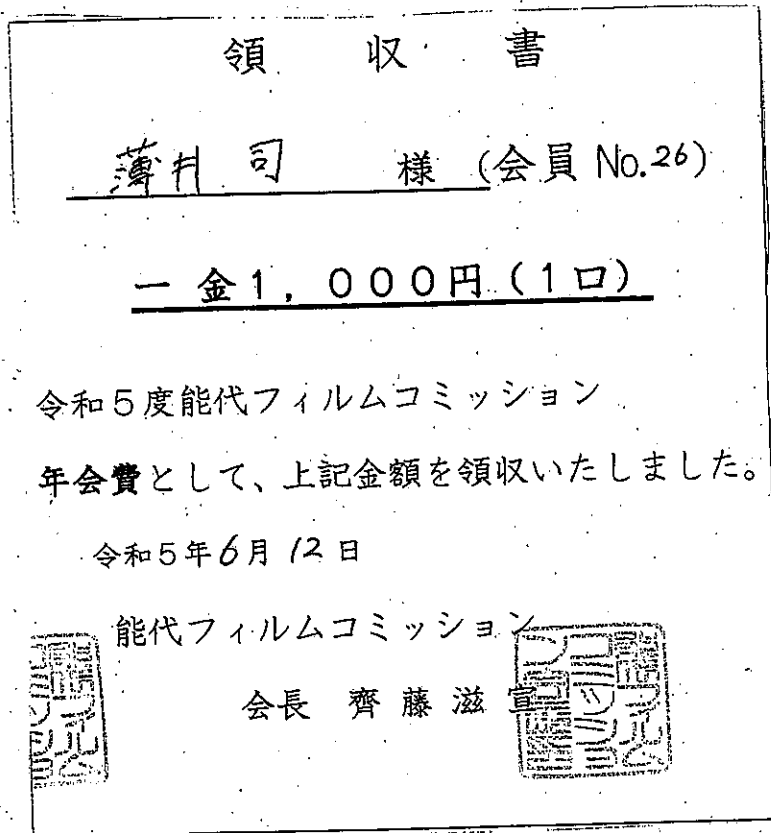 領収書
薄井 司 様 (会員 No.26)
一金1,000円(1口)
令和5度能代フィルムコミッション
年会費として、上記金額を領収いたしました。
令和5年6月12日
能代フィルムコミッション
会長 齊藤滋宣